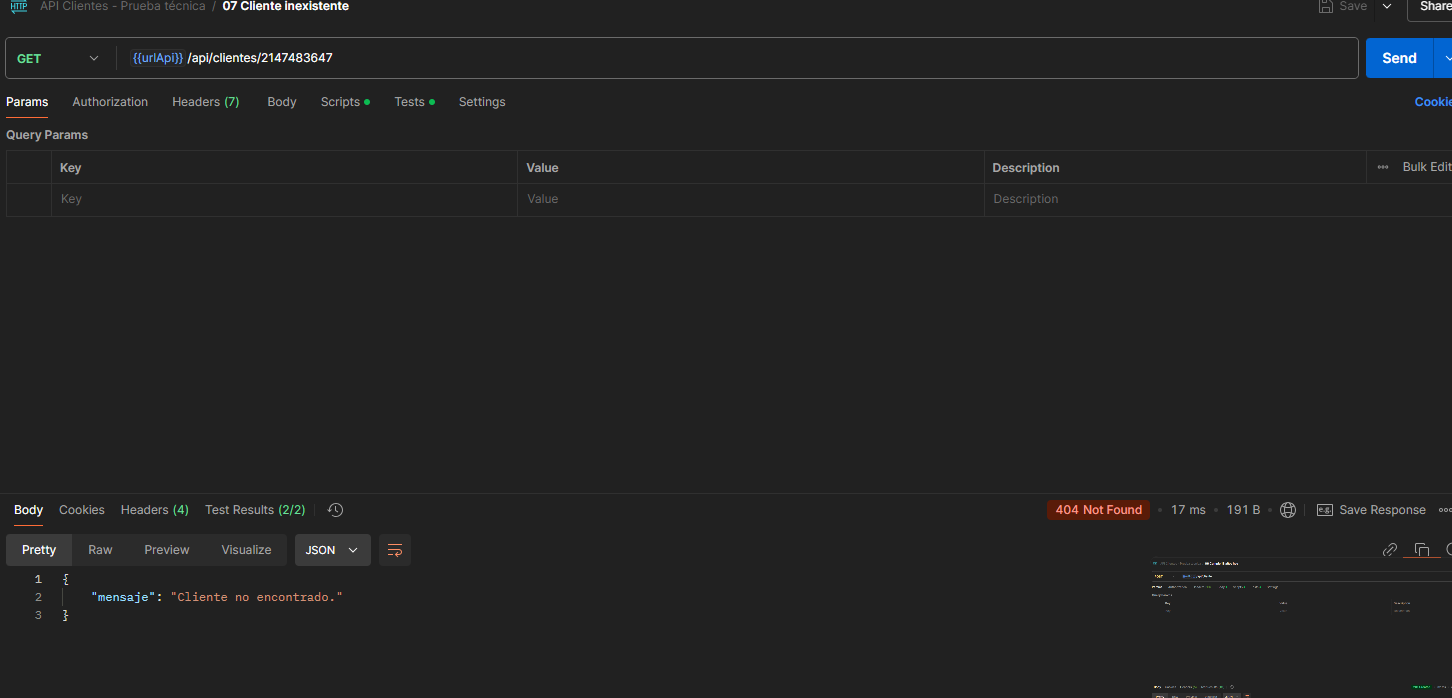 HTTP API Clientes - Prueba técnica / 07 Cliente inexistente Save Share
GET {{urlApi}} /api/clientes/2147483647 Send
Params Authorization Headers (7) Body Scripts Tests Settings Cookie
Query Params
Key Value Description Bulk Edit
Key Value Description
Body Cookies Headers (4) Test Results (2/2) 404 Not Found 17 ms 191 B e.g. Save Response
Pretty Raw Preview Visualize JSON
1 {
2 "mensaje": "Cliente no encontrado."
3 }